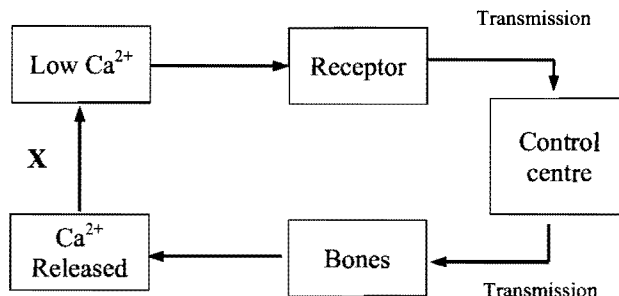 Transmission
Low Ca²⁺
Receptor
Control
centre
X
Ca²⁺
Released
Bones
Transmission